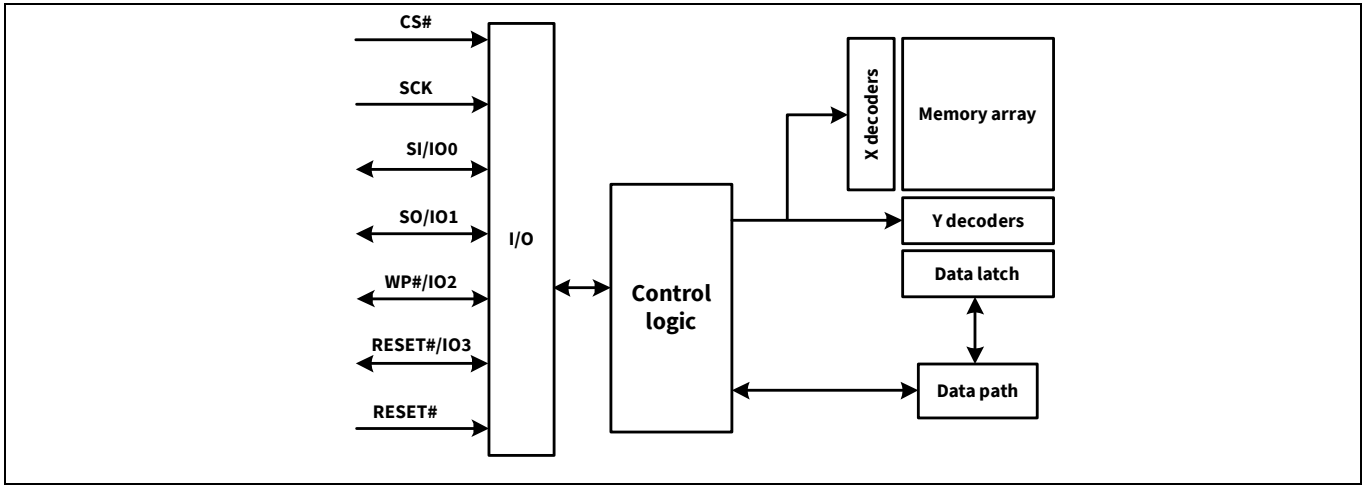 CS#
SCK
SI/IO0
SO/IO1
WP#/IO2
RESET#/IO3
RESET#
I/O
Control
logic
X decoders
Memory array
Y decoders
Data latch
Data path